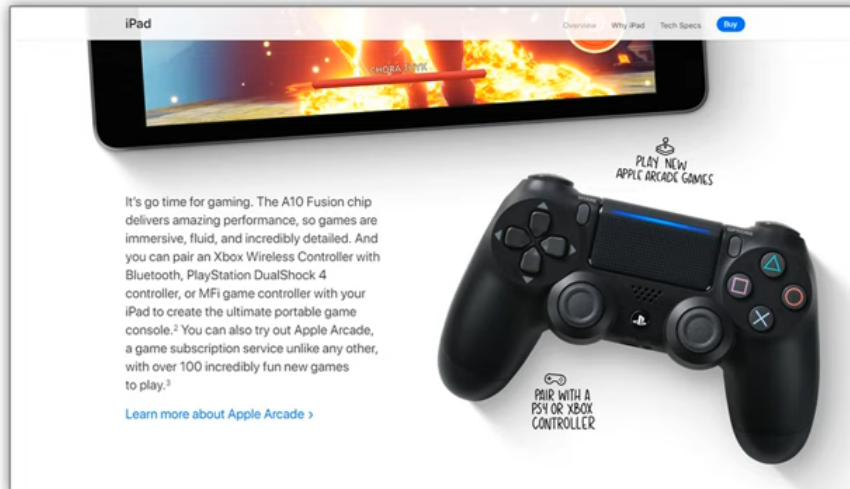 iPad
Overview Why iPad Tech Specs Buy
PLAY NEW
APPLE ARCADE GAMES
It's go time for gaming. The A10 Fusion chip
delivers amazing performance, so games are
immersive, fluid, and incredibly detailed. And
you can pair an Xbox Wireless Controller with
Bluetooth, PlayStation DualShock 4
controller, or MFi game controller with your
iPad to create the ultimate portable game
console.² You can also try out Apple Arcade,
a game subscription service unlike any other,
with over 100 incredibly fun new games
to play.³
Learn more about Apple Arcade >
PAIR WITH A
PS4 OR XBOX
CONTROLLER